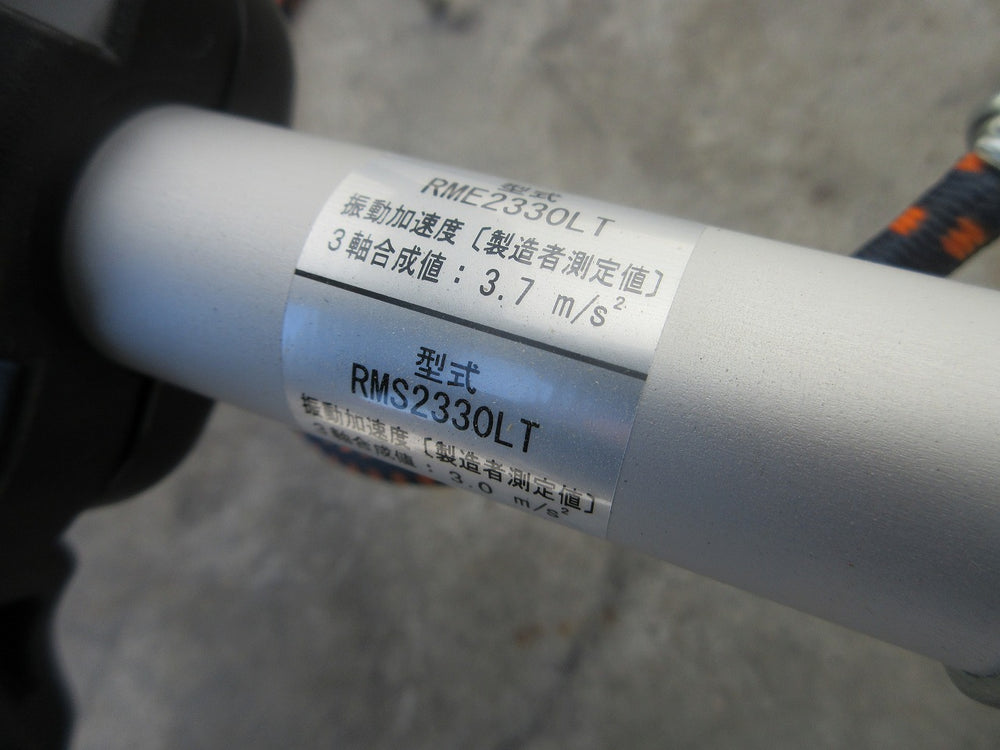 型式
RME2330LT
振動加速度〔製造者測定値〕
3軸合成値：3.7 m/s²
型式
RMS2330LT
振動加速度〔製造者測定値〕
3軸合成値：3.0 m/s²